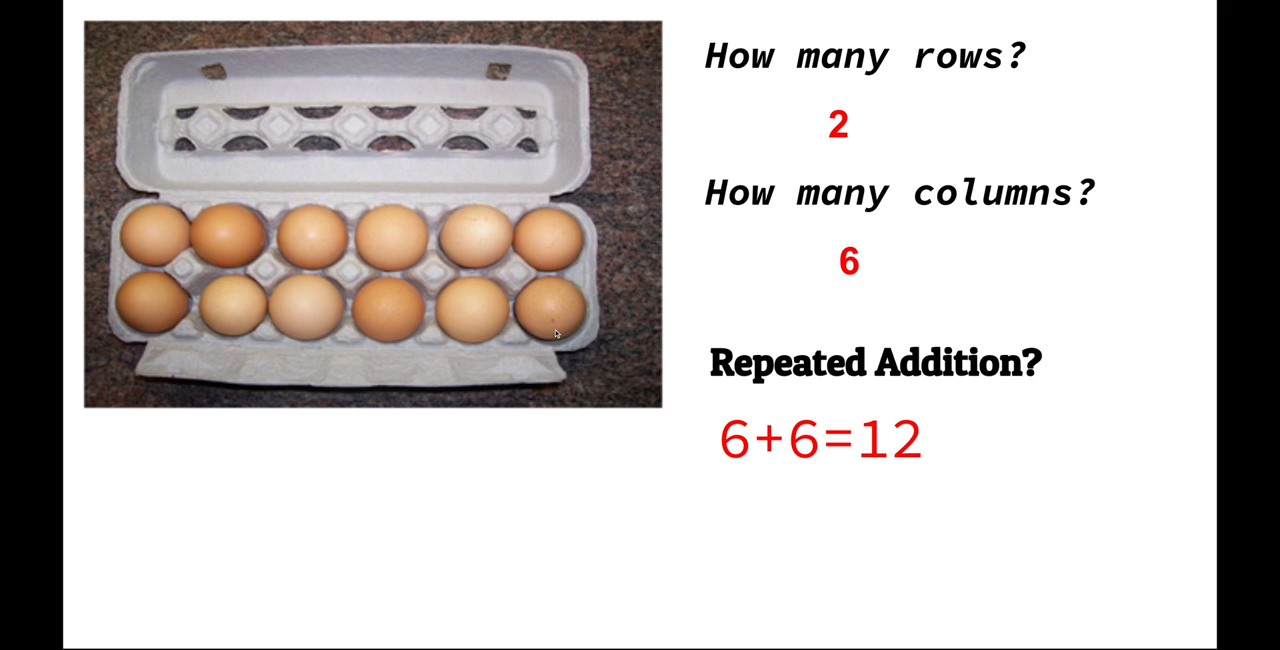 How many rows?
2
How many columns?
6
Repeated Addition?
6+6=12